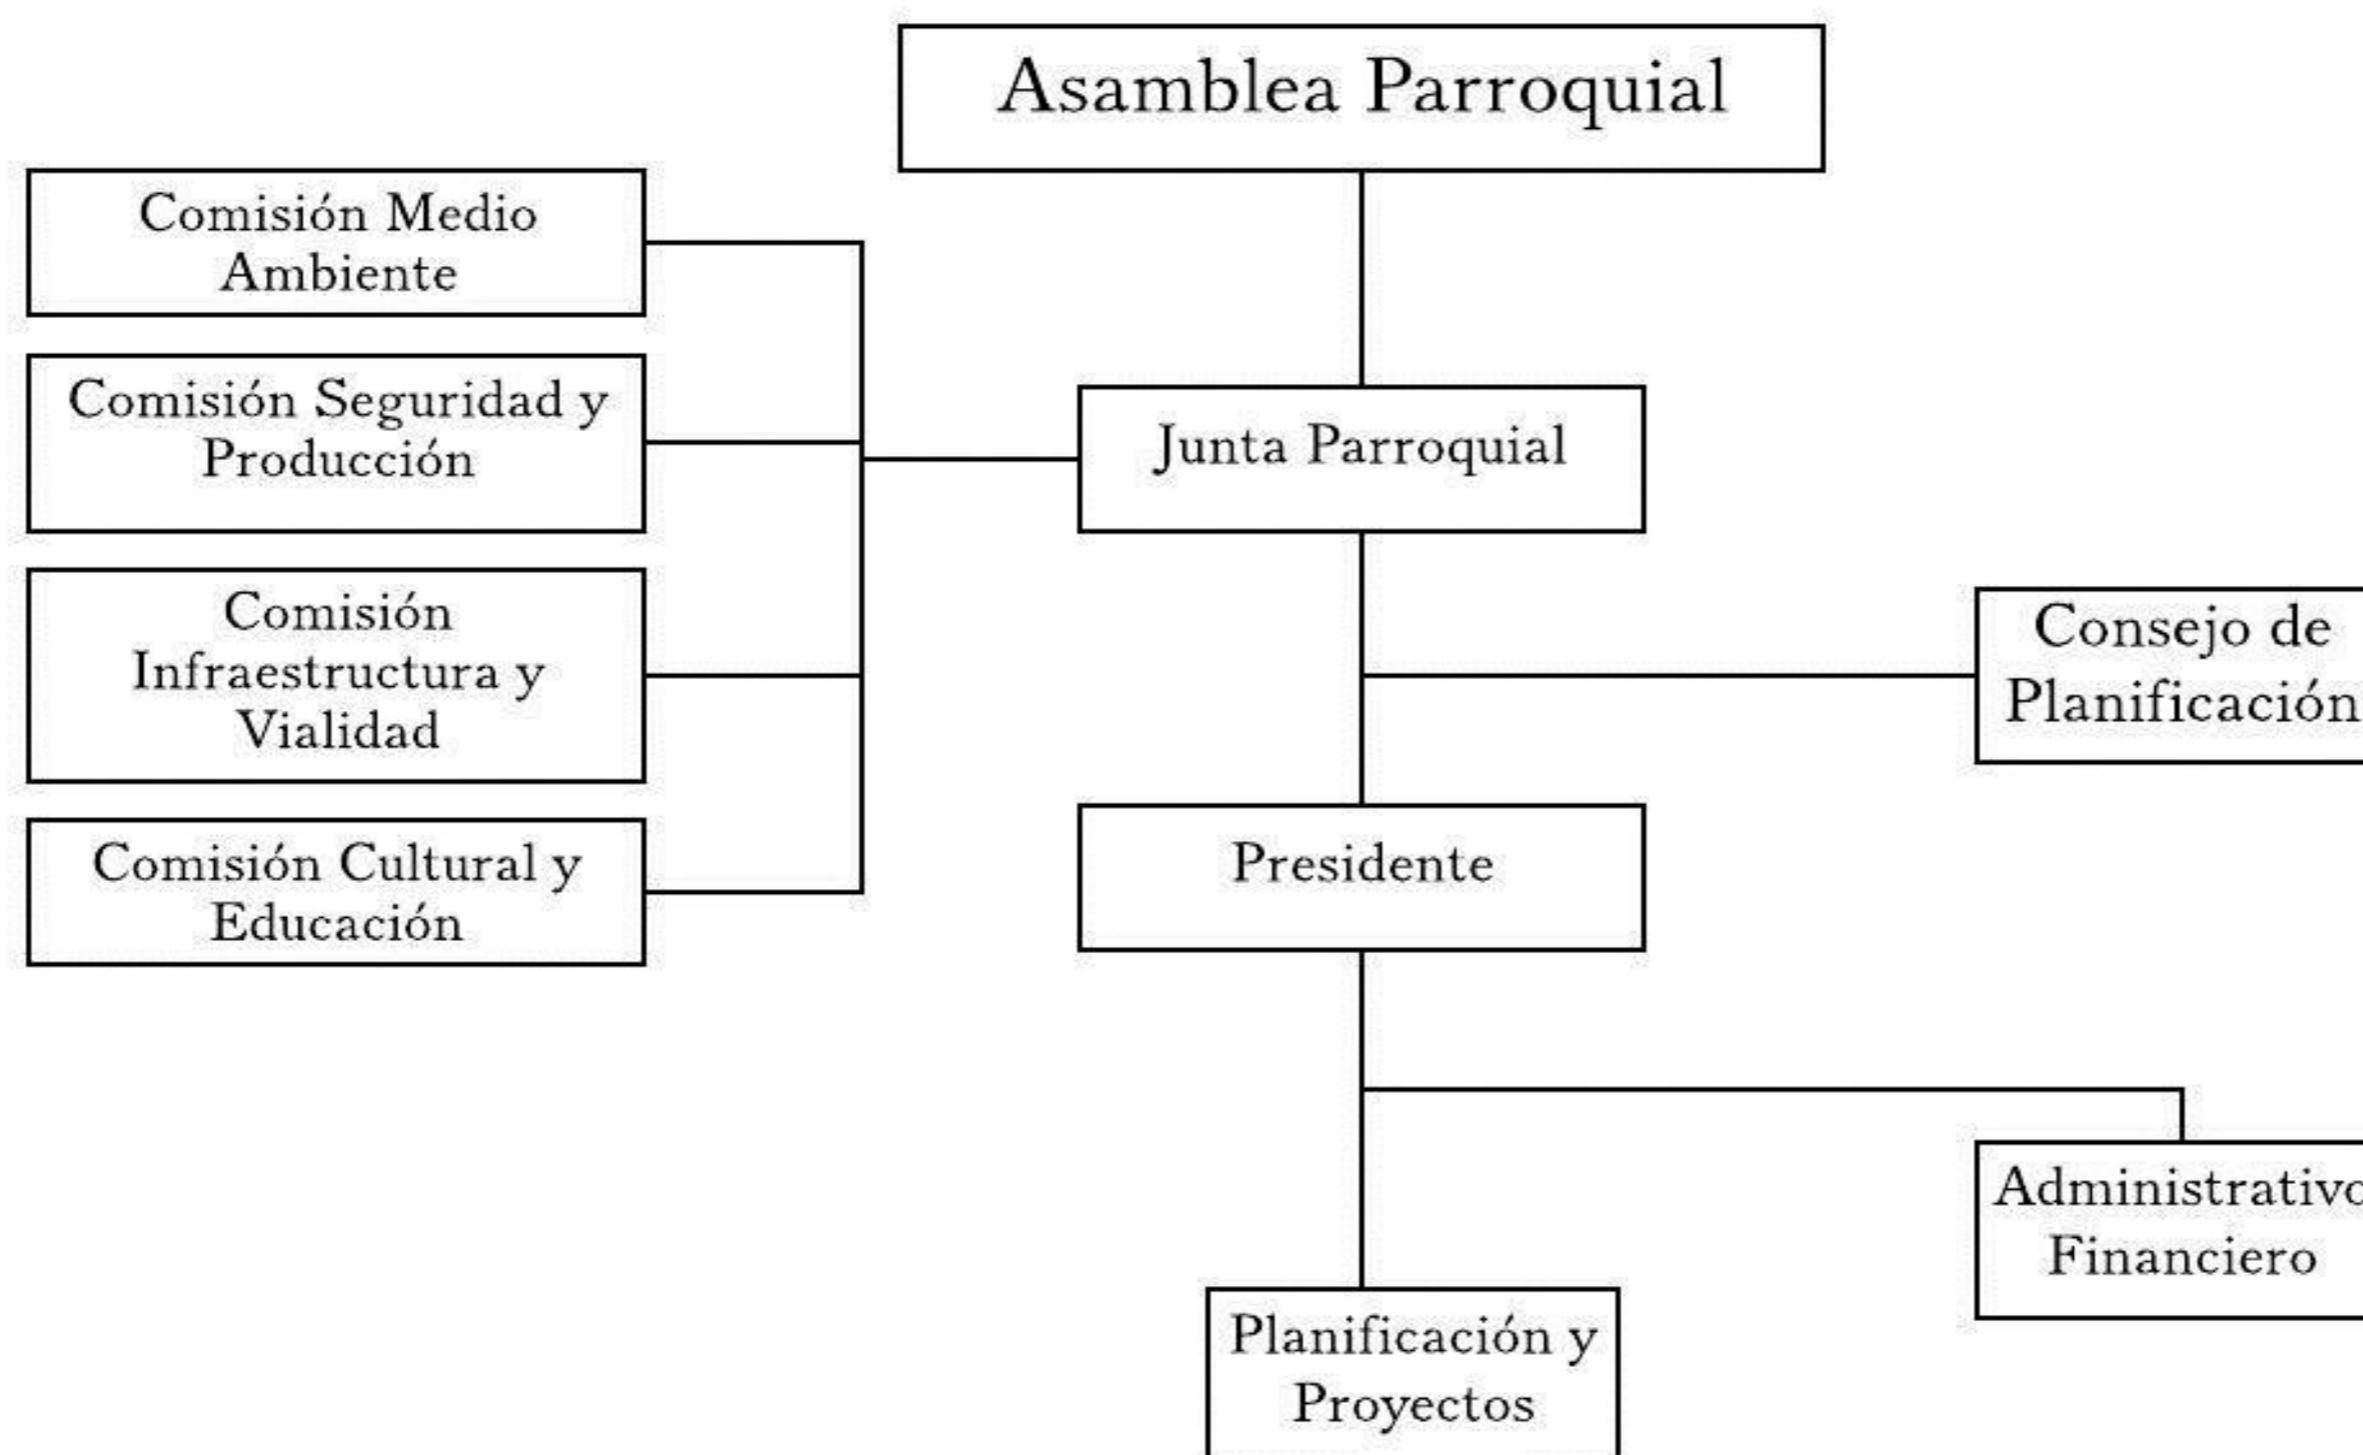 Asamblea Parroquial
Comisión Medio
Ambiente
Comisión Seguridad y
Producción
Junta Parroquial
Comisión
Infraestructura y
Vialidad
Consejo de
Planificación
Comisión Cultural y
Educación
Presidente
Administrativo
Financiero
Planificación y
Proyectos